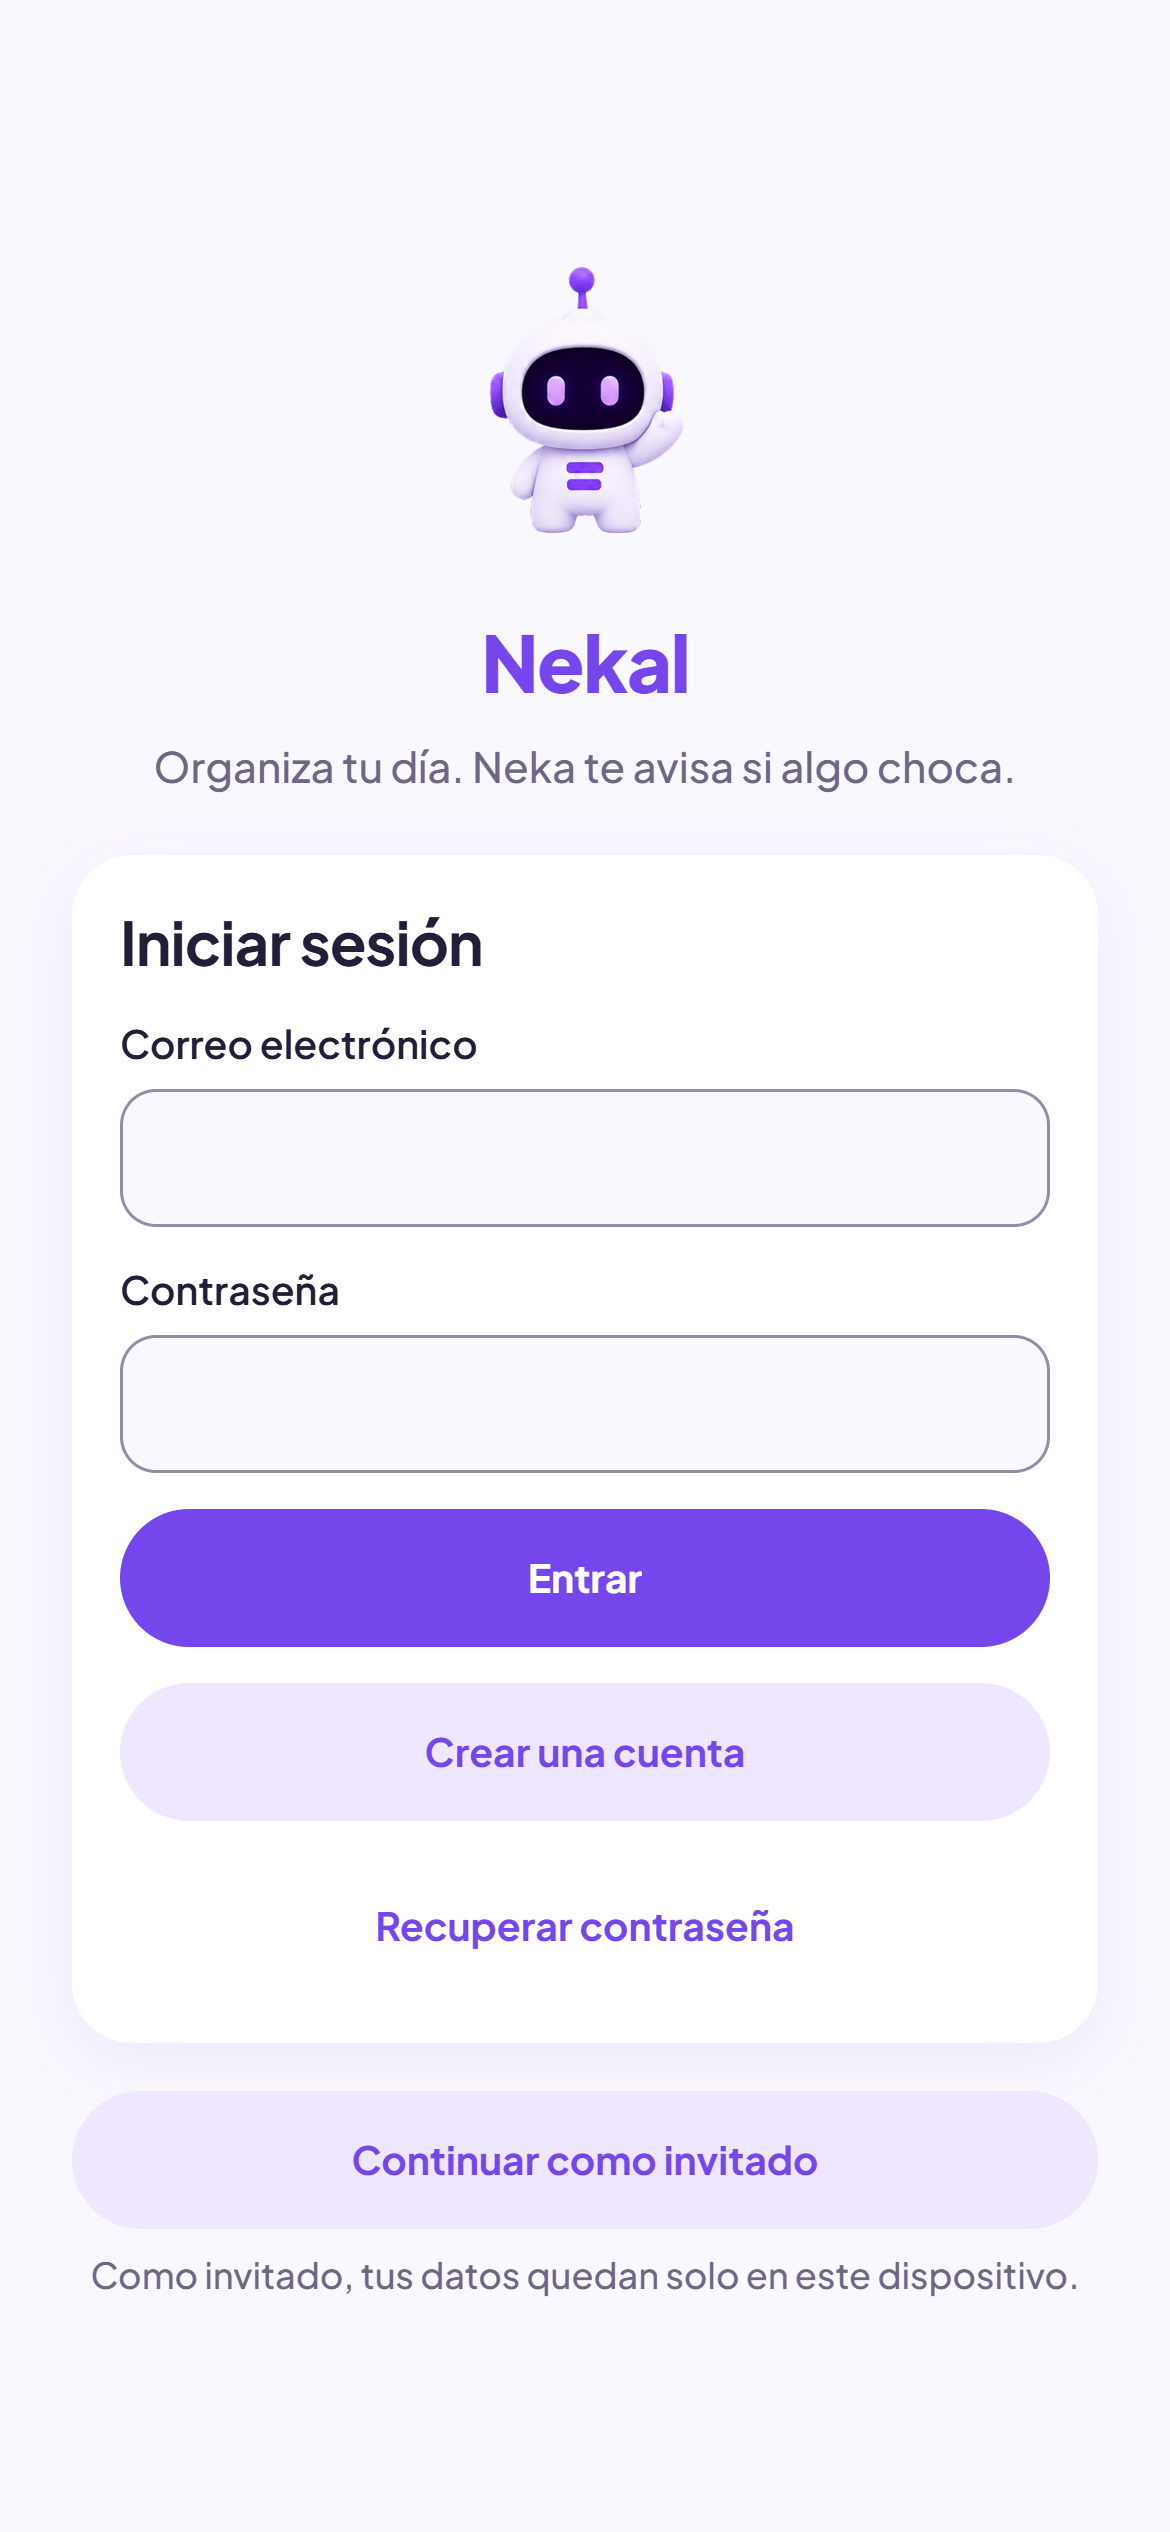 Nekal
Organiza tu día. Neka te avisa si algo choca.
Iniciar sesión
Correo electrónico
Contraseña
Entrar
Crear una cuenta
Recuperar contraseña
Continuar como invitado
Como invitado, tus datos quedan solo en este dispositivo.